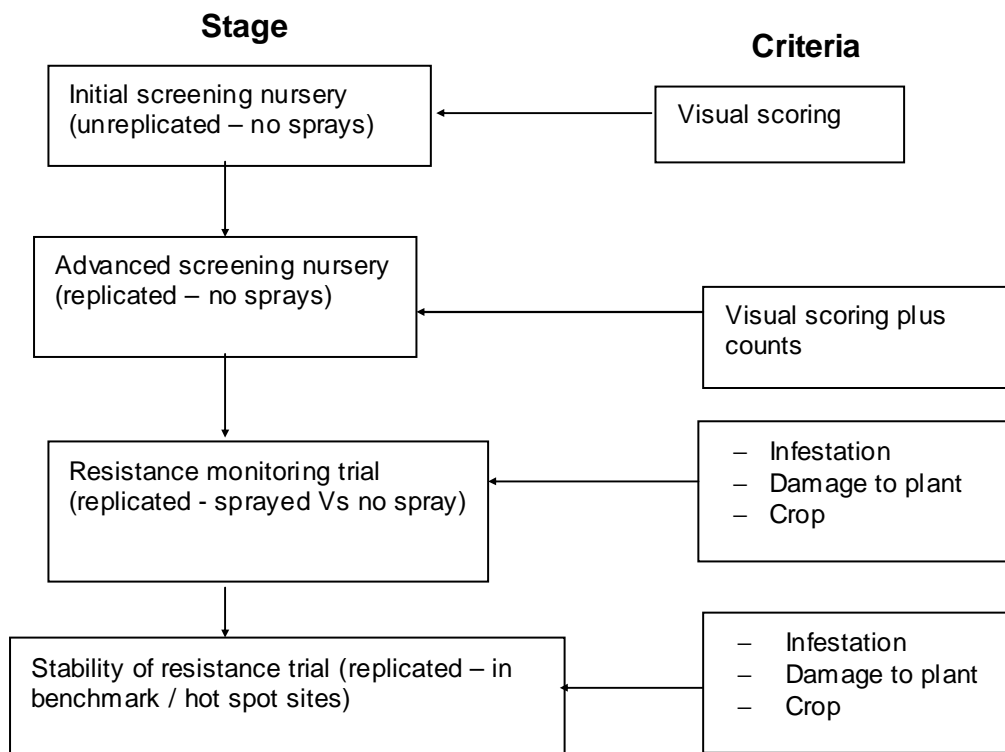 Stage
Criteria
Initial screening nursery
(unreplicated – no sprays)
Visual scoring
Advanced screening nursery
(replicated – no sprays)
Visual scoring plus
counts
Resistance monitoring trial
(replicated - sprayed Vs no spray)
– Infestation
– Damage to plant
– Crop
Stability of resistance trial (replicated – in
benchmark / hot spot sites)
– Infestation
– Damage to plant
– Crop